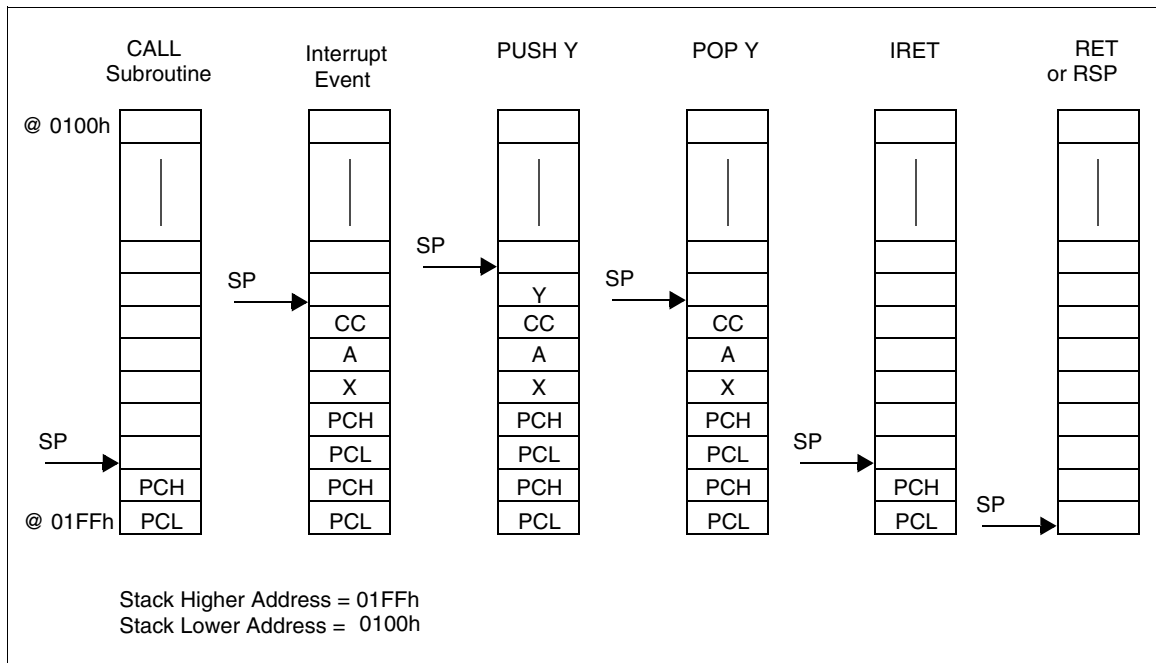 CALL
Subroutine
Interrupt
Event
PUSH Y
POP Y
IRET
RET
or RSP
@ 0100h
SP
@ 01FFh
PCH
PCL
SP
CC
A
X
PCH
PCL
PCH
PCL
SP
Y
CC
A
X
PCH
PCL
PCH
PCL
SP
CC
A
X
PCH
PCL
PCH
PCL
SP
PCH
PCL
SP
Stack Higher Address = 01FFh
Stack Lower Address = 0100h